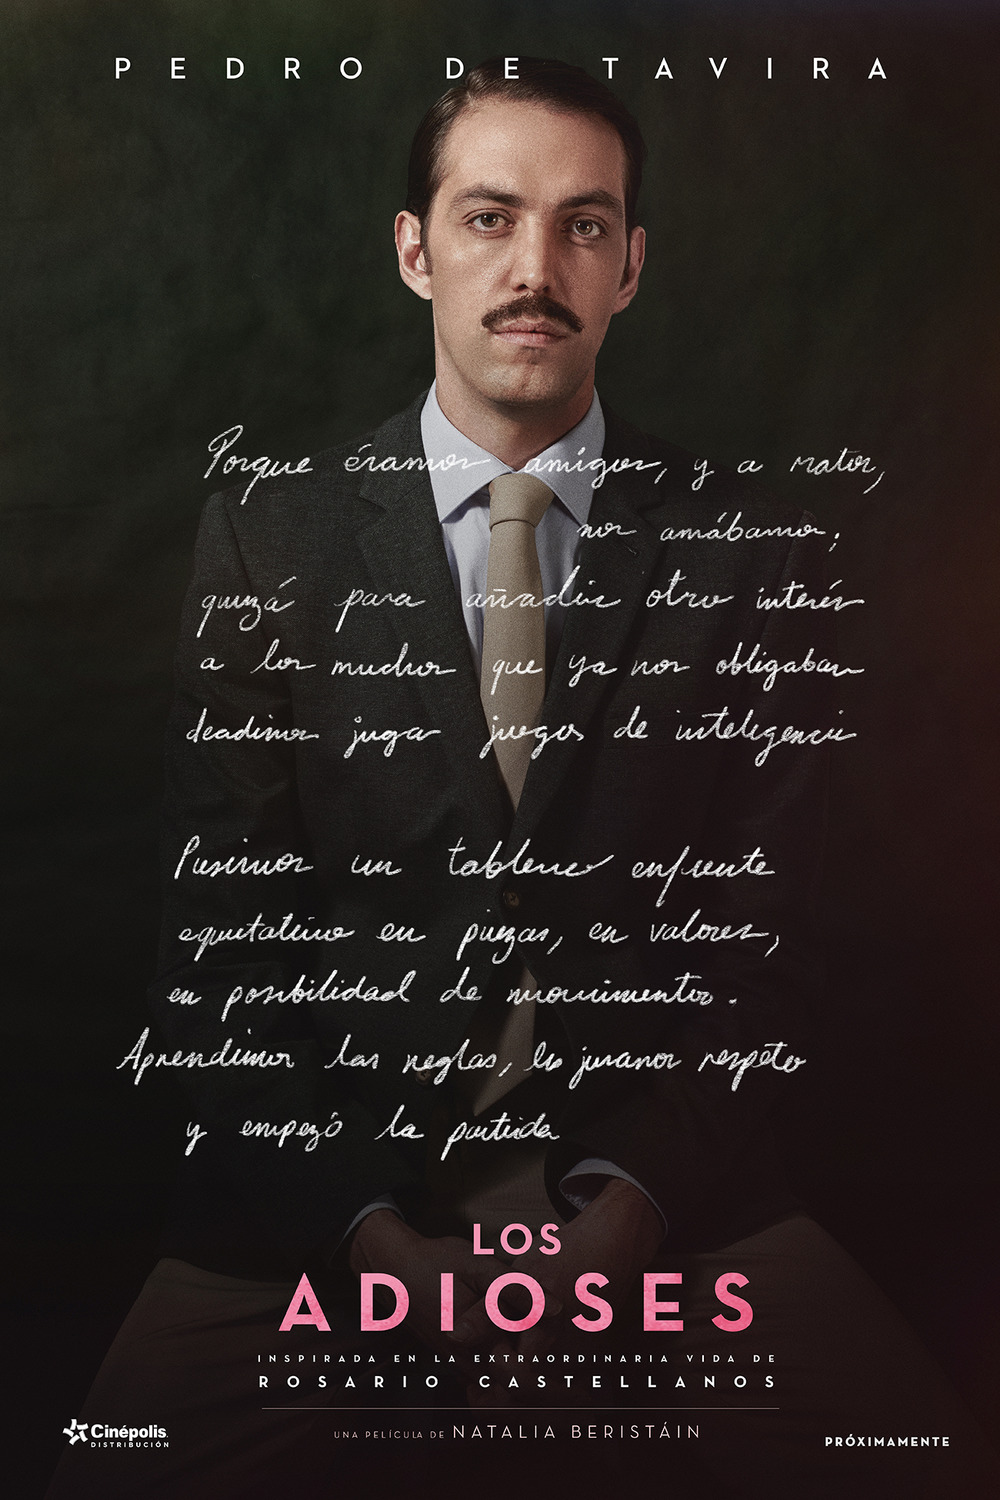 PEDRO DE TAVIRA
Porque éramos amigos, y a ratos,
nos amábamos;
quizá para añadir otro interés
a los muchos que ya nos obligaban
decidimos jugar juegos de inteligencia
Pusimos un tablero enfrente
equitativo en piezas, en valores,
en posibilidad de movimientos.
Aprendimos las reglas, les juramos respeto
y empezó la partida
LOS
ADIOSES
INSPIRADA EN LA EXTRAORDINARIA VIDA DE
ROSARIO CASTELLANOS
UNA PELÍCULA DE NATALIA BERISTÁIN
Cinépolis
DISTRIBUCIÓN
PRÓXIMAMENTE